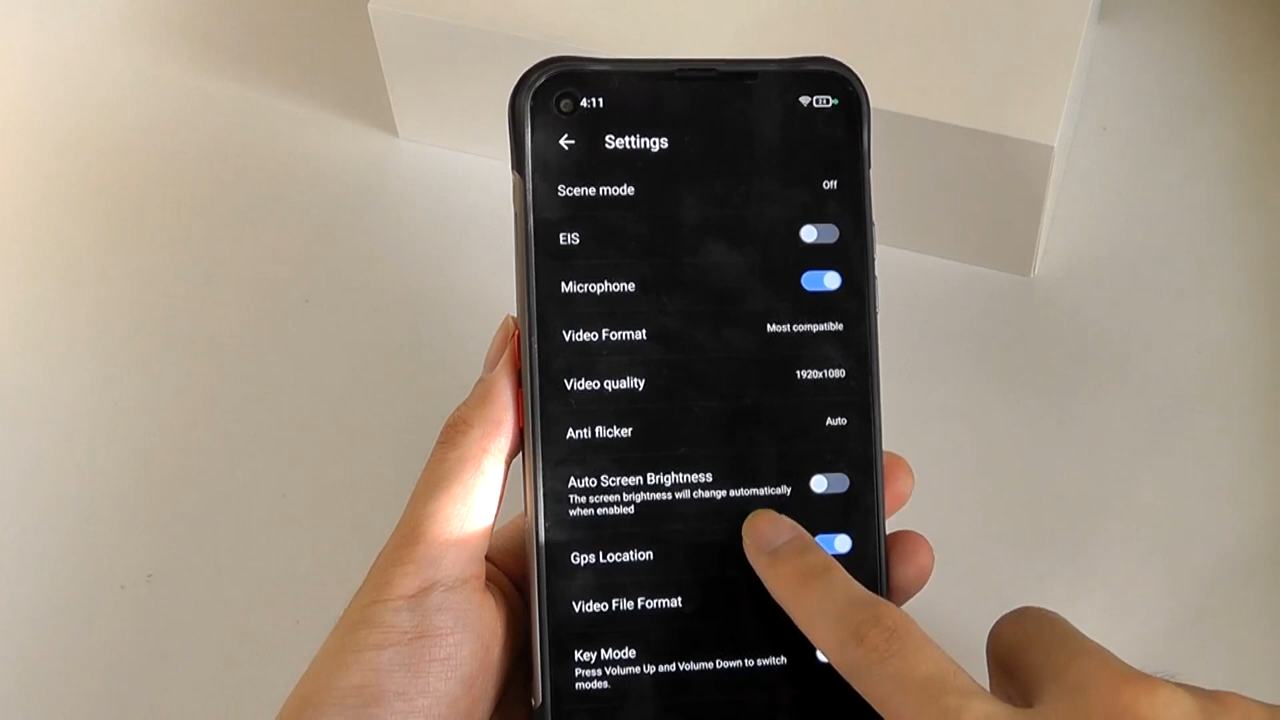 4:11
24
Settings
Scene mode
Off
EIS
Microphone
Video Format
Most compatible
Video quality
1920x1080
Anti flicker
Auto
Auto Screen Brightness
The screen brightness will change automatically
when enabled
Gps Location
Video File Format
Key Mode
Press Volume Up and Volume Down to switch
modes.